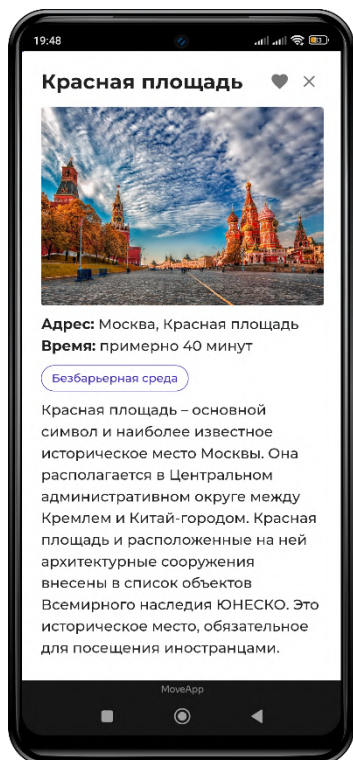 19:48
Красная площадь
Адрес: Москва, Красная площадь
Время: примерно 40 минут
Безбарьерная среда
Красная площадь – основной
символ и наиболее известное
историческое место Москвы. Она
располагается в Центральном
административном округе между
Кремлем и Китай-городом. Красная
площадь и расположенные на ней
архитектурные сооружения
внесены в список объектов
Всемирного наследия ЮНЕСКО. Это
историческое место, обязательное
для посещения иностранцами.
MoveApp